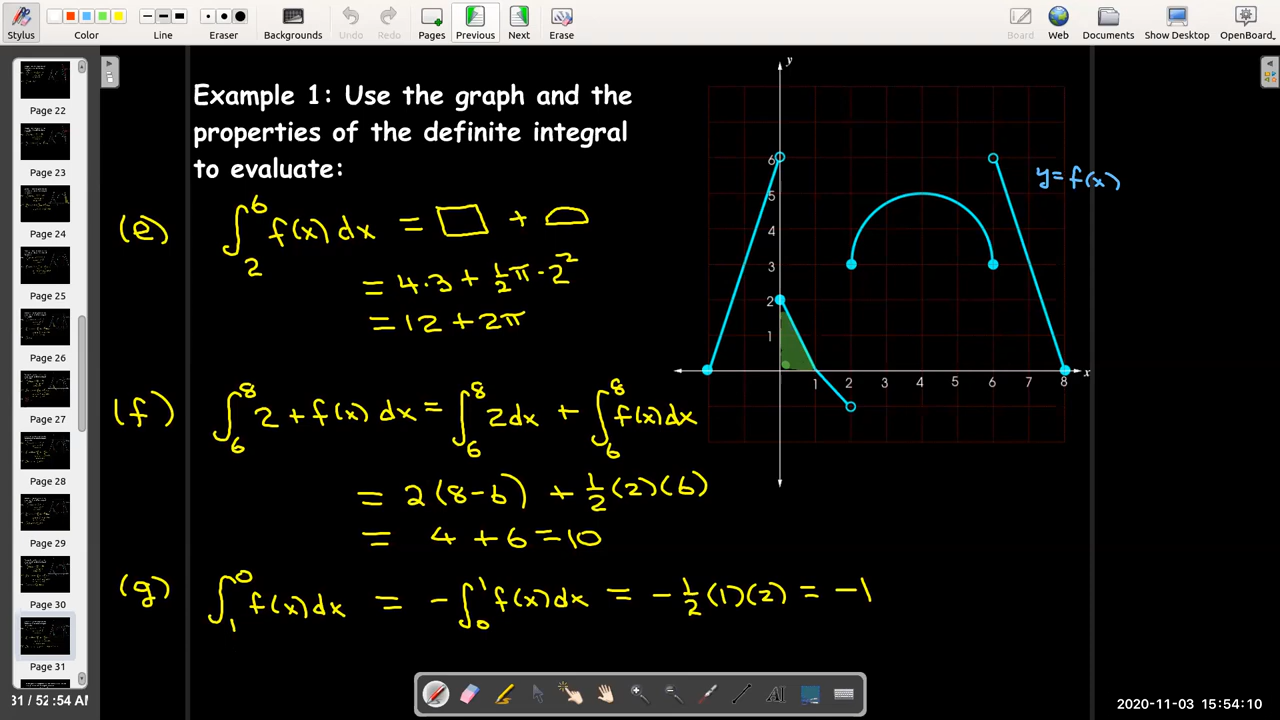 Stylus Color Line Eraser Backgrounds Undo Redo Pages Previous Next Erase Board Web Documents Show Desktop OpenBoard
Page 22
Page 23
Page 24
Page 25
Page 26
Page 27
Page 28
Page 29
Page 30
Page 31
31 / 52:54 AM
Example 1: Use the graph and the
properties of the definite integral
to evaluate:
(e) ∫₂⁶ f(x) dx = ▭ + ⌓
= 4·3 + ½π·2²
= 12 + 2π
(f) ∫₆⁸ 2 + f(x) dx = ∫₆⁸ 2dx + ∫₆⁸ f(x)dx
= 2(8-6) + ½(2)(6)
= 4 + 6 = 10
(g) ∫₁⁰ f(x)dx = -∫₀¹ f(x)dx = -½(1)(2) = -1
y
6
5
4
3
2
1
1 2 3 4 5 6 7 8 x
y = f(x)
AI
2020-11-03 15:54:10